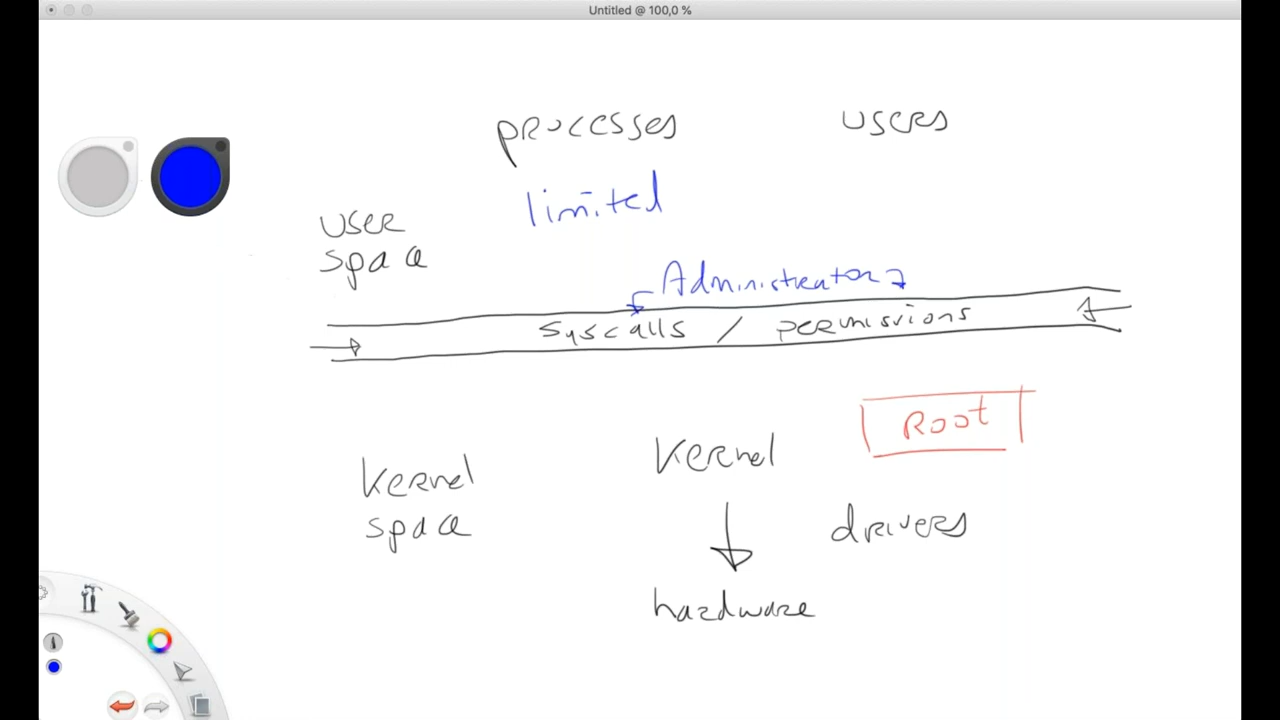 Untitled @ 100,0 %
processes
users
limited
user
space
Administrator
syscalls / permissions
Root
Kernel
Kernel
space
drivers
hardware